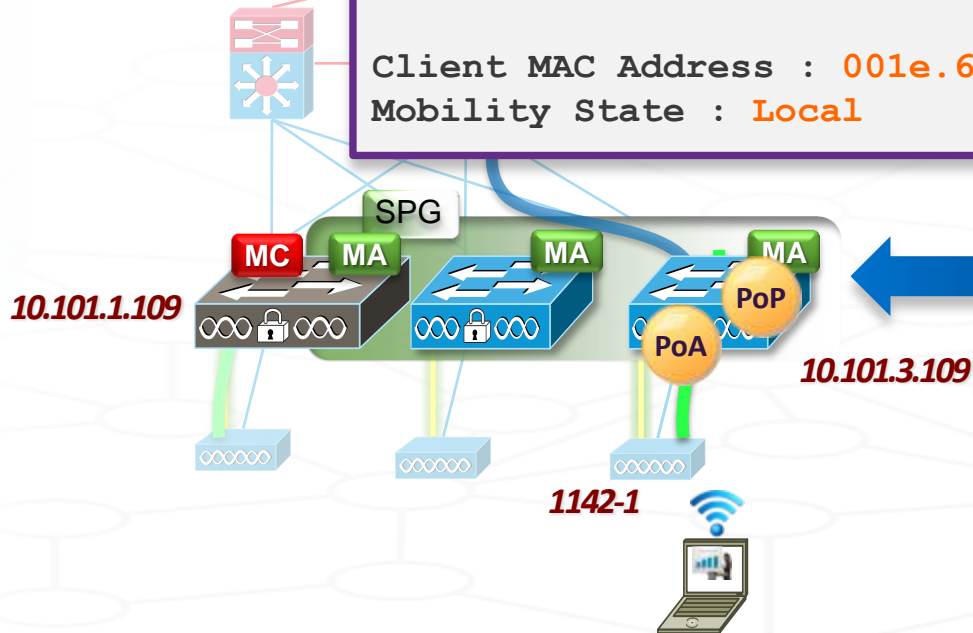 Client MAC Address : 001e.6
Mobility State : Local
SPG
MC
MA
MA
MA
10.101.1.109
PoP
PoA
10.101.3.109
1142-1